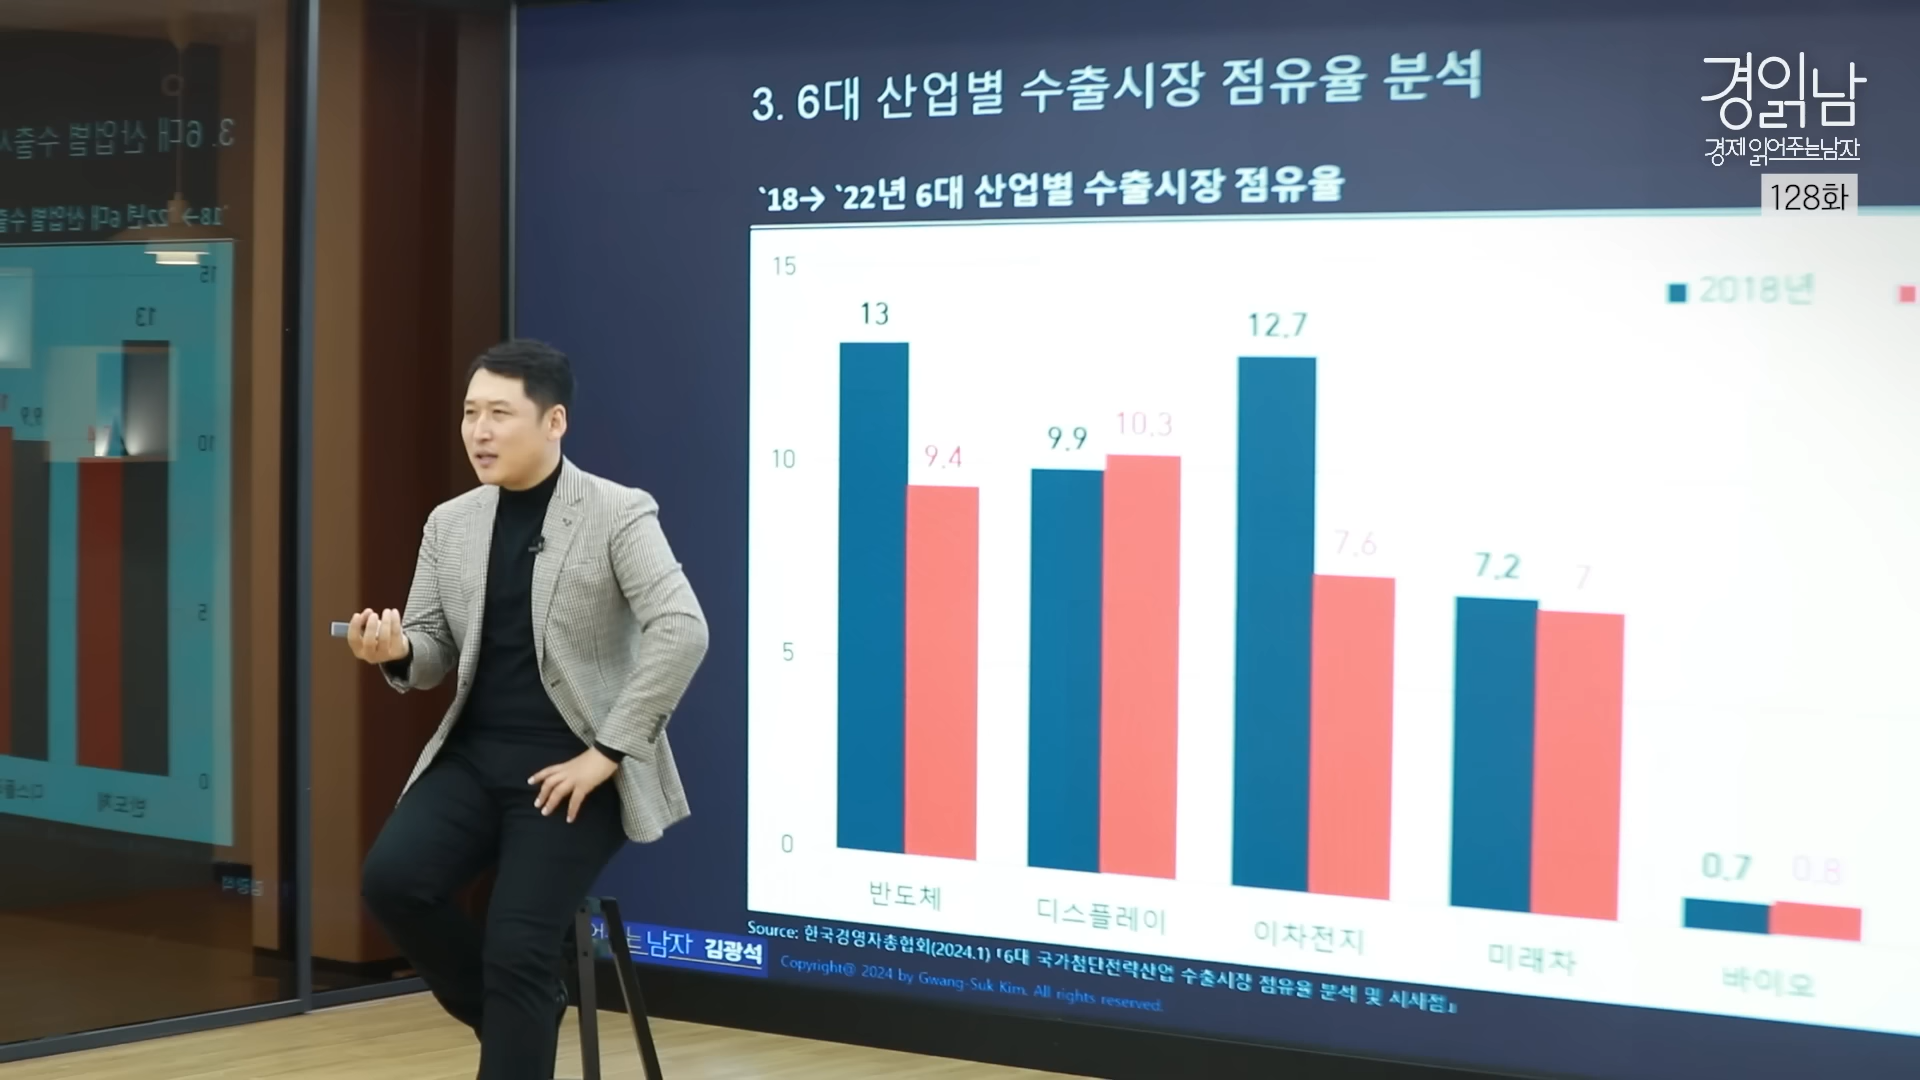 3. 6대 산업별 수출시장 점유율 분석
`18→ `22년 6대 산업별 수출시장 점유율
경읽남
경제 읽어주는남자
128화
2018년
15
10
5
0
13
9.4
9.9
10.3
12.7
7.6
7.2
7
0.7
0.8
반도체
디스플레이
이차전지
미래차
바이오
남자 김광석
Source: 한국경영자총협회(2024.1) 「6대 국가첨단전략산업 수출시장 점유율 분석 및 시사점」
Copyright@ 2024 by Gwang-Suk Kim. All rights reserved.